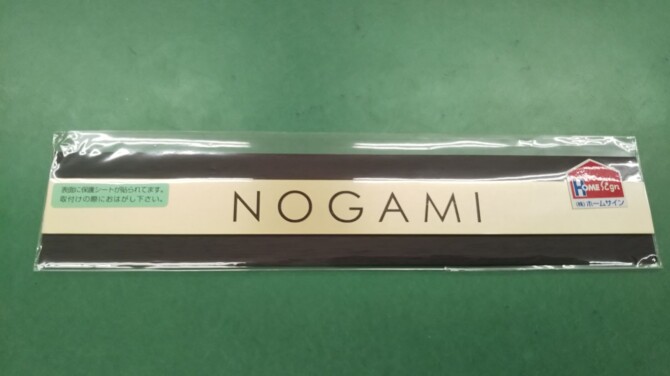 表面に保護シートが貼られてます。
取付けの際におはがし下さい。
NOGAMI
HOME Sign
(株)ホームサイン